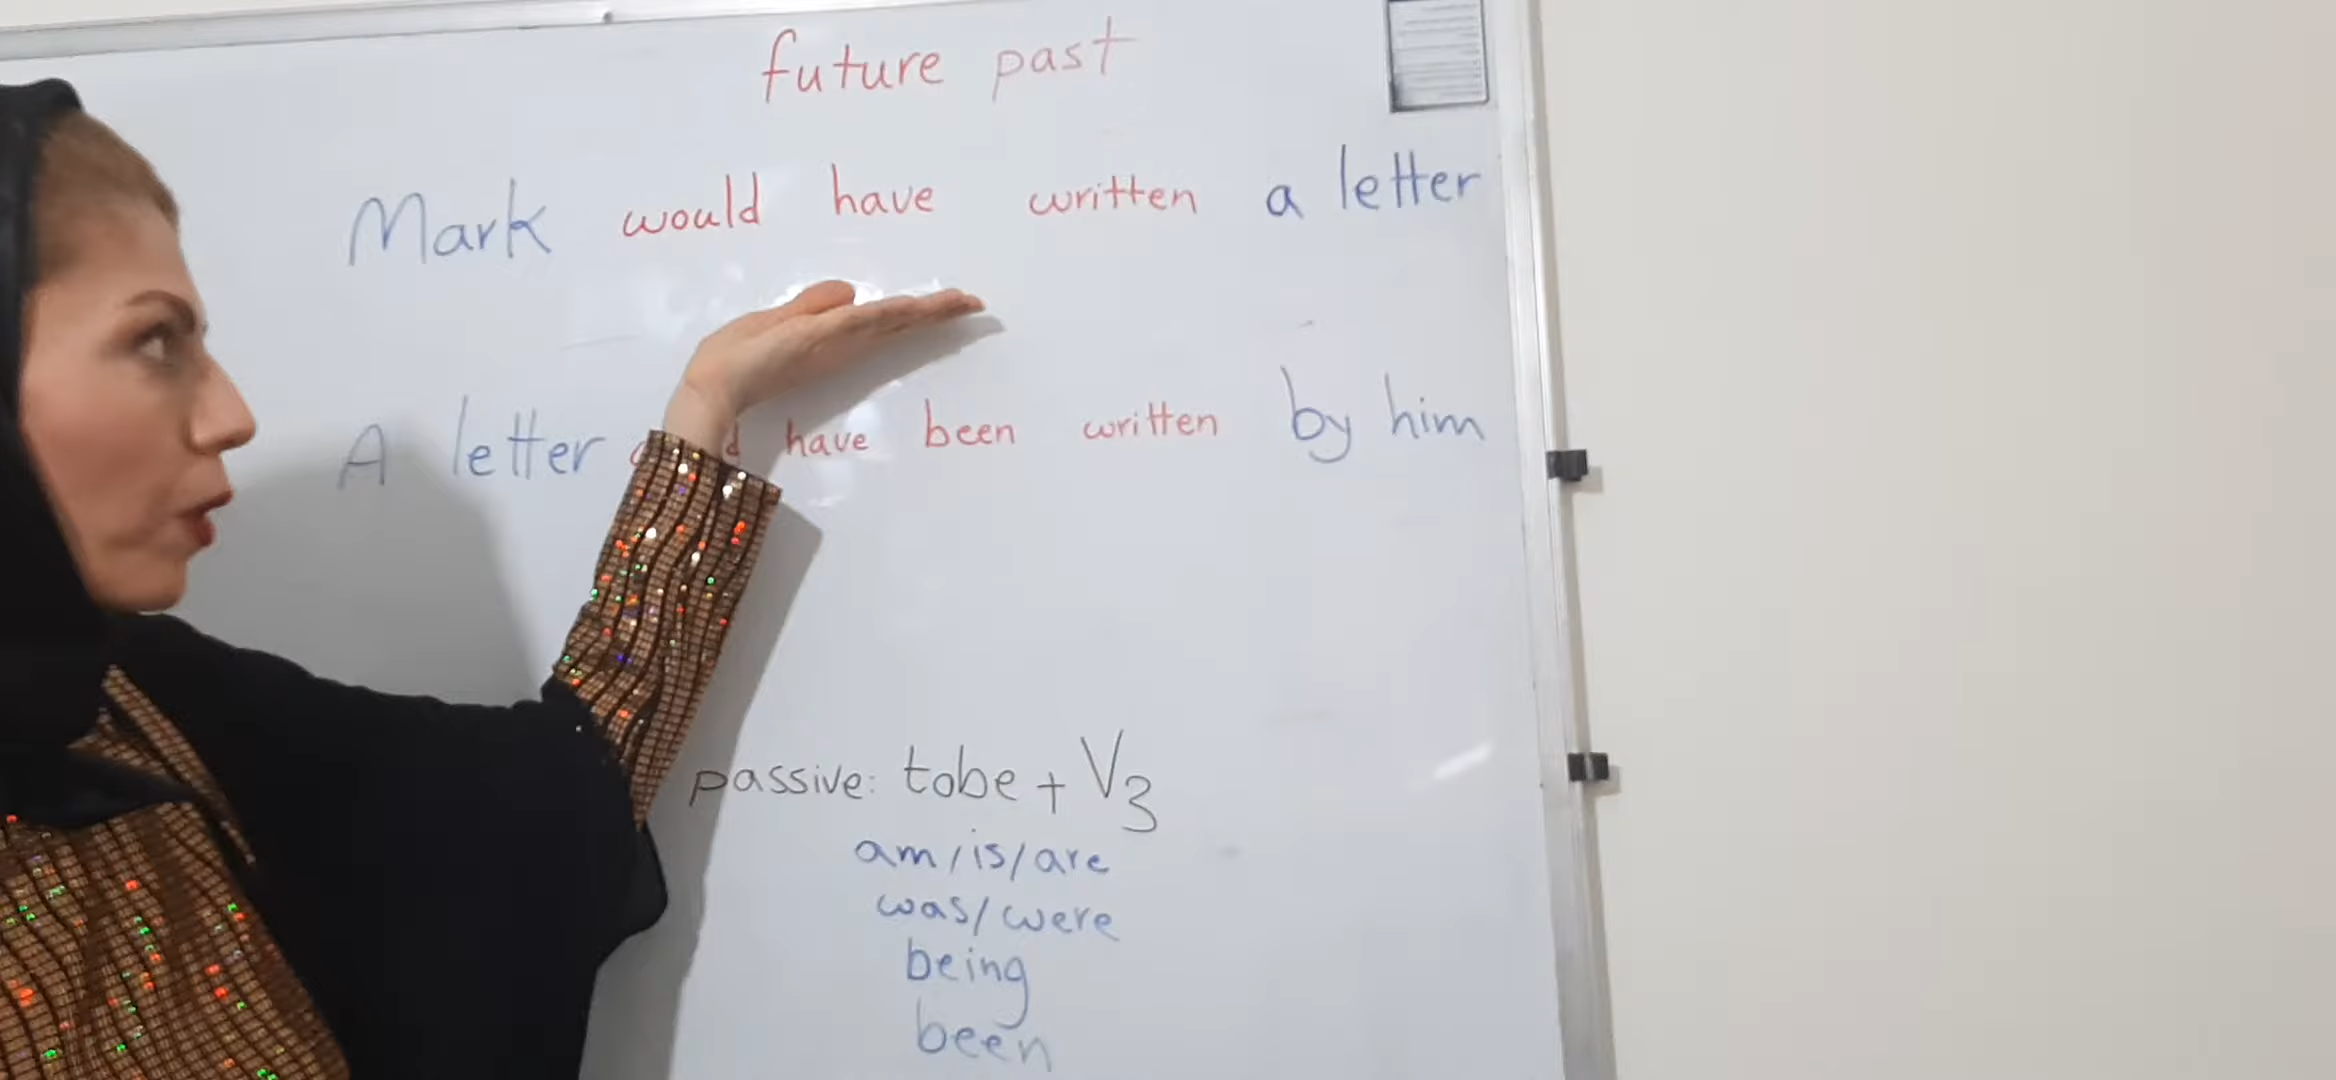 future past
Mark would have written a letter
A letter have been written by him
passive: tobe + V3
am/is/are
was/were
being
been